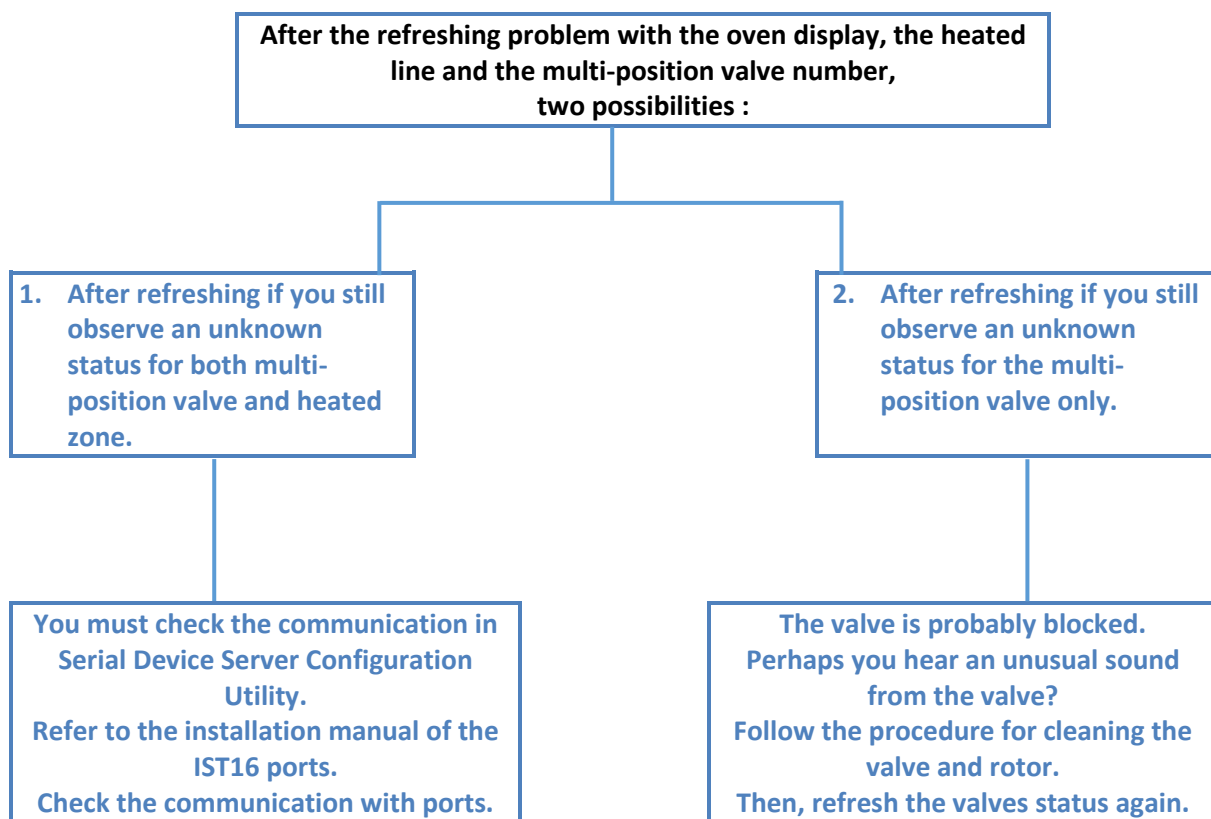 After the refreshing problem with the oven display, the heated
line and the multi-position valve number,
two possibilities :
1. After refreshing if you still
observe an unknown
status for both multi-
position valve and heated
zone.
2. After refreshing if you still
observe an unknown
status for the multi-
position valve only.
You must check the communication in
Serial Device Server Configuration
Utility.
Refer to the installation manual of the
IST16 ports.
Check the communication with ports.
The valve is probably blocked.
Perhaps you hear an unusual sound
from the valve?
Follow the procedure for cleaning the
valve and rotor.
Then, refresh the valves status again.